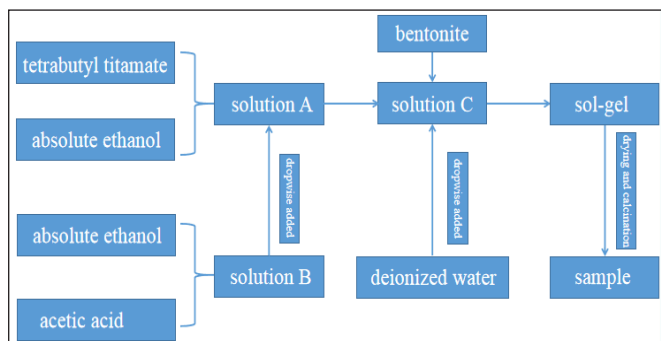 bentonite
tetrabutyl titamate
solution A
solution C
sol-gel
absolute ethanol
dropwise added
dropwise added
drying and calcination
absolute ethanol
solution B
deionized water
sample
acetic acid